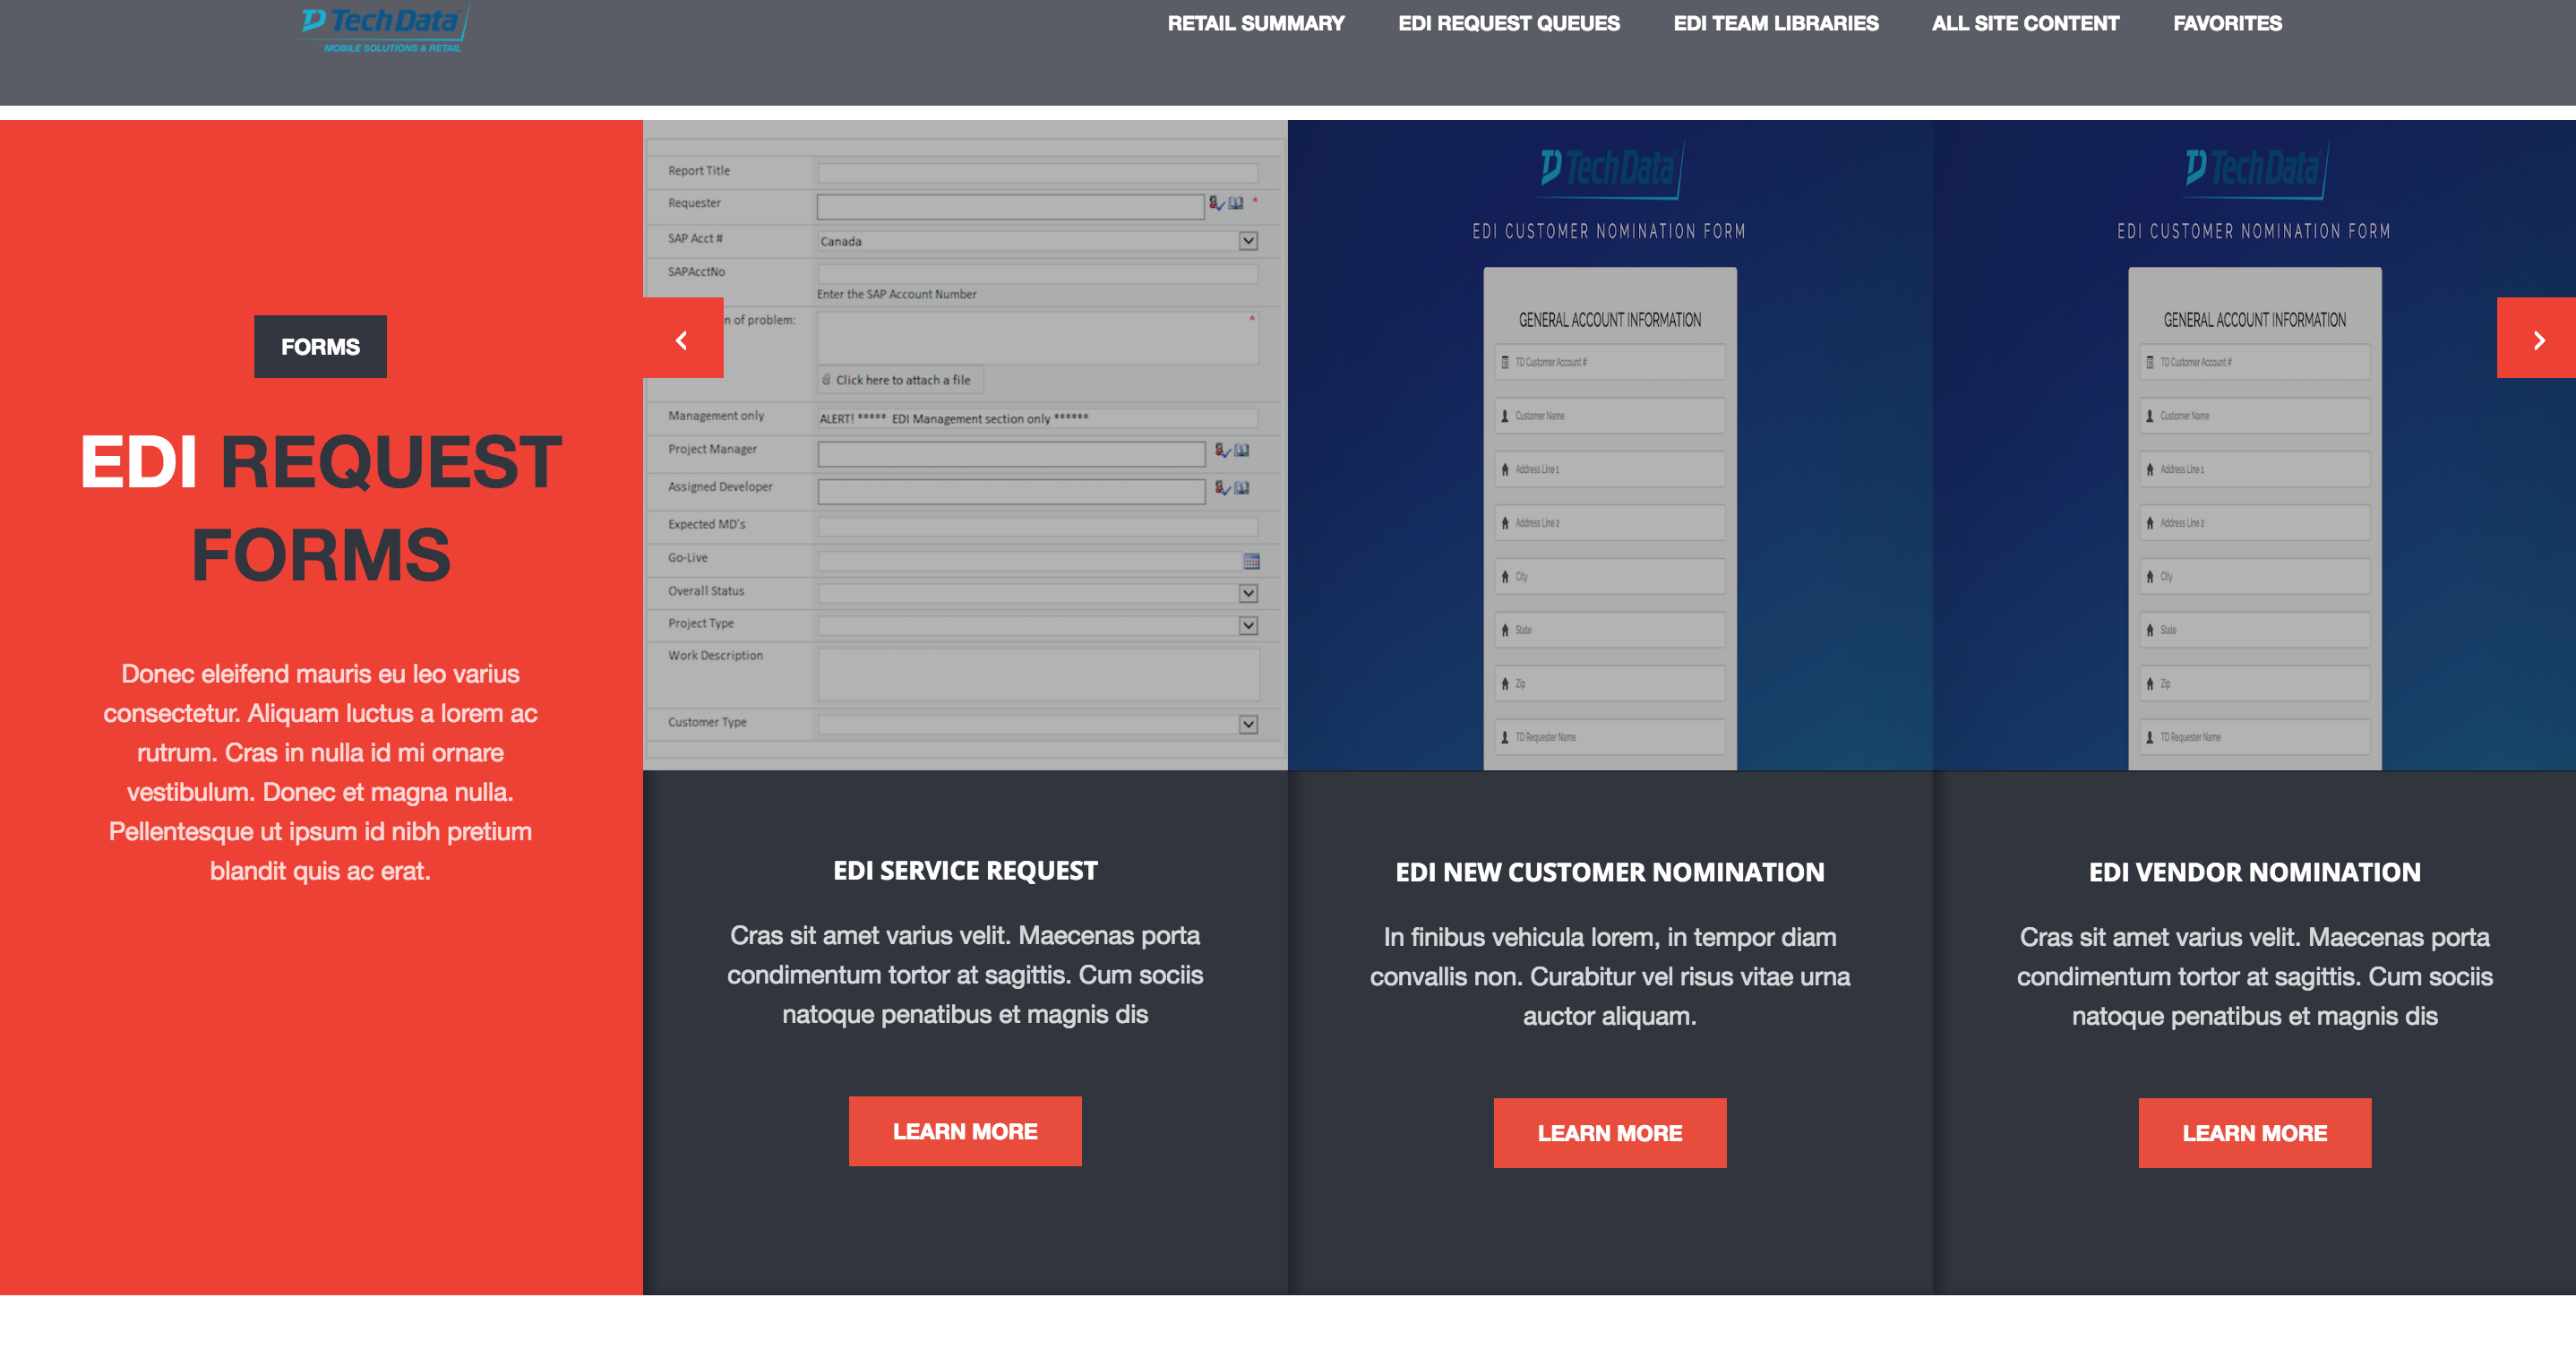 TechData
MOBILE SOLUTIONS & RETAIL
RETAIL SUMMARY
EDI REQUEST QUEUES
EDI TEAM LIBRARIES
ALL SITE CONTENT
FAVORITES
FORMS
EDI REQUEST
FORMS
Donec eleifend mauris eu leo varius
consectetur. Aliquam luctus a lorem ac
rutrum. Cras in nulla id mi ornare
vestibulum. Donec et magna nulla.
Pellentesque ut ipsum id nibh pretium
blandit quis ac erat.
Report Title
Requester
*
SAP Acct #
Canada
SAPAcctNo
Enter the SAP Account Number
n of problem:
*
Click here to attach a file
Management only
ALERT! ***** EDI Management section only ******
Project Manager
Assigned Developer
Expected MD's
Go-Live
Overall Status
Project Type
Work Description
Customer Type
EDI SERVICE REQUEST
Cras sit amet varius velit. Maecenas porta
condimentum tortor at sagittis. Cum sociis
natoque penatibus et magnis dis
LEARN MORE
TechData
EDI CUSTOMER NOMINATION FORM
GENERAL ACCOUNT INFORMATION
TD Customer Account #
Customer Name
Address Line 1
Address Line 2
City
State
Zip
TD Requester Name
EDI NEW CUSTOMER NOMINATION
In finibus vehicula lorem, in tempor diam
convallis non. Curabitur vel risus vitae urna
auctor aliquam.
LEARN MORE
TechData
EDI CUSTOMER NOMINATION FORM
GENERAL ACCOUNT INFORMATION
TD Customer Account #
Customer Name
Address Line 1
Address Line 2
City
State
Zip
TD Requester Name
EDI VENDOR NOMINATION
Cras sit amet varius velit. Maecenas porta
condimentum tortor at sagittis. Cum sociis
natoque penatibus et magnis dis
LEARN MORE